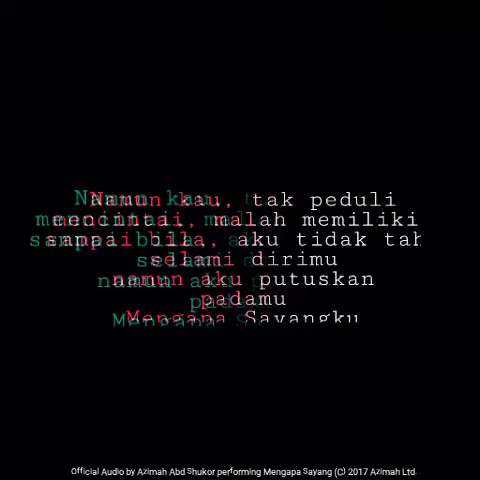 Namun kau, tak peduli
mencintai, malah memiliki
sampai bila, aku tidak tah
selami dirimu
namun aku putuskan
padamu
Mengapa Sayangku
Official Audio by Azimah Abd Shukor performing Mengapa Sayang (C) 2017 Azimah Ltd.